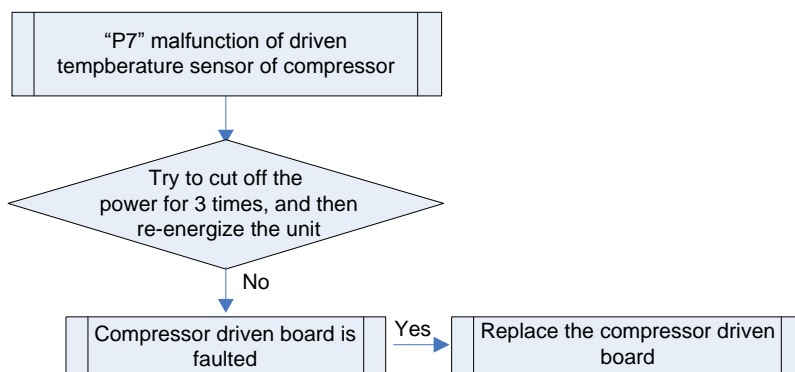 “P7” malfunction of driven
tempberature sensor of compressor
Try to cut off the
power for 3 times, and then
re-energize the unit
No
Compressor driven board is
faulted
Yes
Replace the compressor driven
board